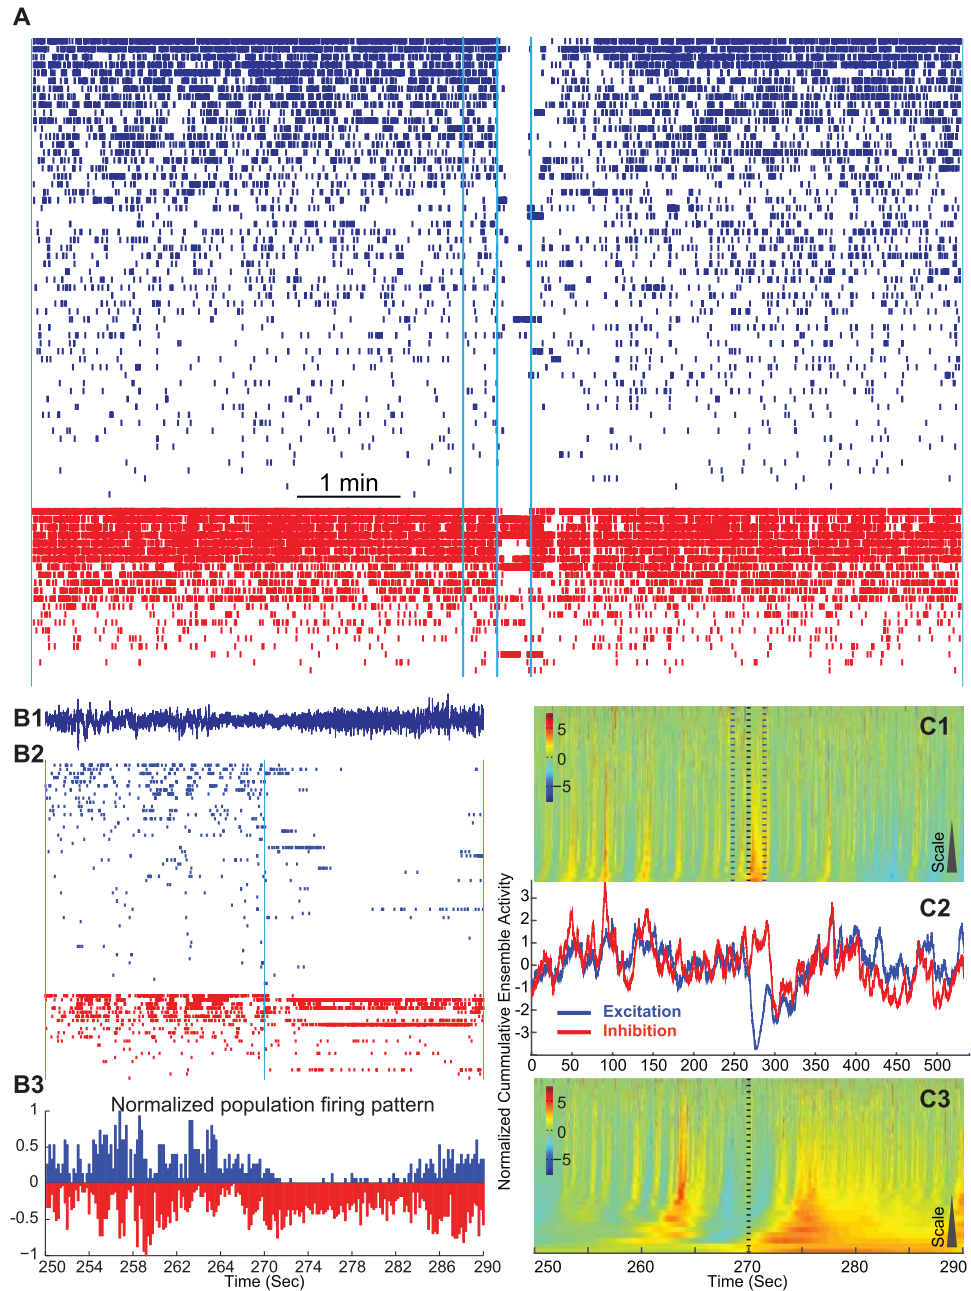 A
1 min
B1
B2
B3
Normalized population firing pattern
1
0.5
0
-0.5
−1
250 254 258 262 266 270 274 278 282 286 290
Time (Sec)
C1
5
0
−5
Scale
Normalized Cummulative Ensemble Activity
C2
3
2
1
0
-1
-2
-3
Excitation
Inhibition
0 50 100 150 200 250 300 350 400 450 500
C3
5
0
−5
Scale
250 260 270 280 290
Time (Sec)